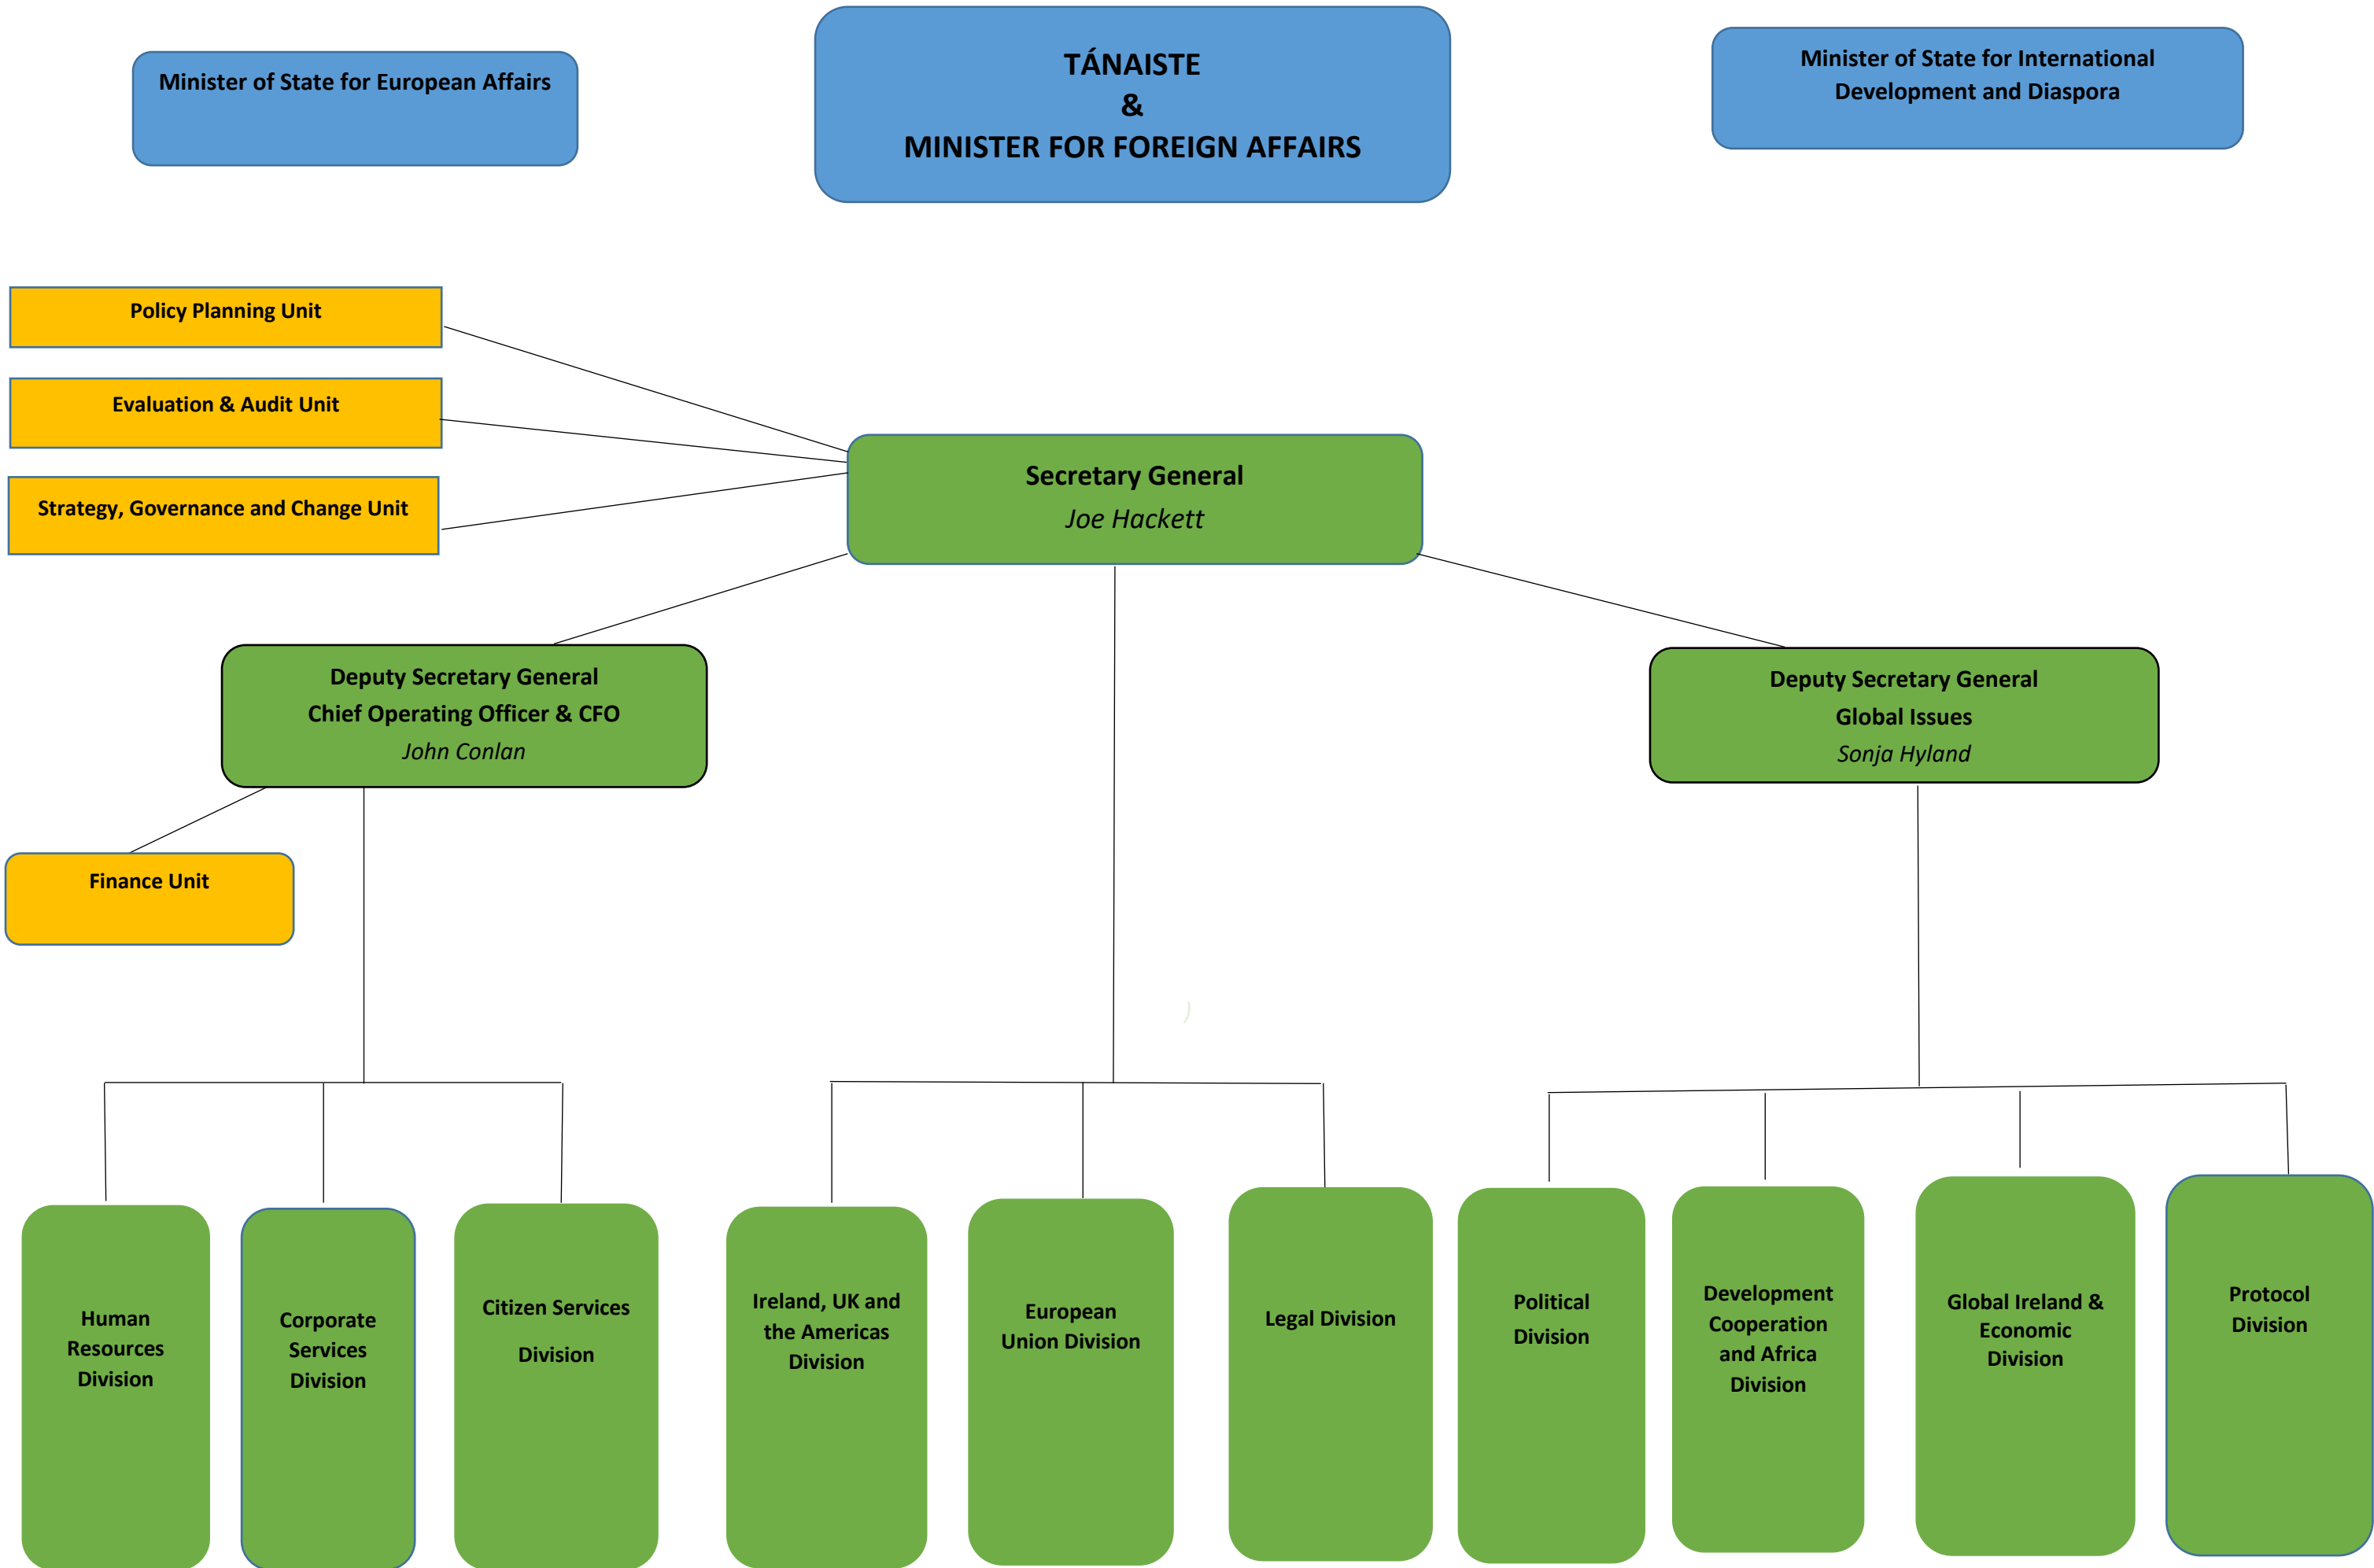 Minister of State for European Affairs
TÁNAISTE
&
MINISTER FOR FOREIGN AFFAIRS
Minister of State for International
Development and Diaspora
Policy Planning Unit
Evaluation & Audit Unit
Strategy, Governance and Change Unit
Secretary General
Joe Hackett
Deputy Secretary General
Chief Operating Officer & CFO
John Conlan
Deputy Secretary General
Global Issues
Sonja Hyland
Finance Unit
)
Human
Resources
Division
Corporate
Services
Division
Citizen Services
Division
Ireland, UK and
the Americas
Division
European
Union Division
Legal Division
Political
Division
Development
Cooperation
and Africa
Division
Global Ireland &
Economic
Division
Protocol
Division